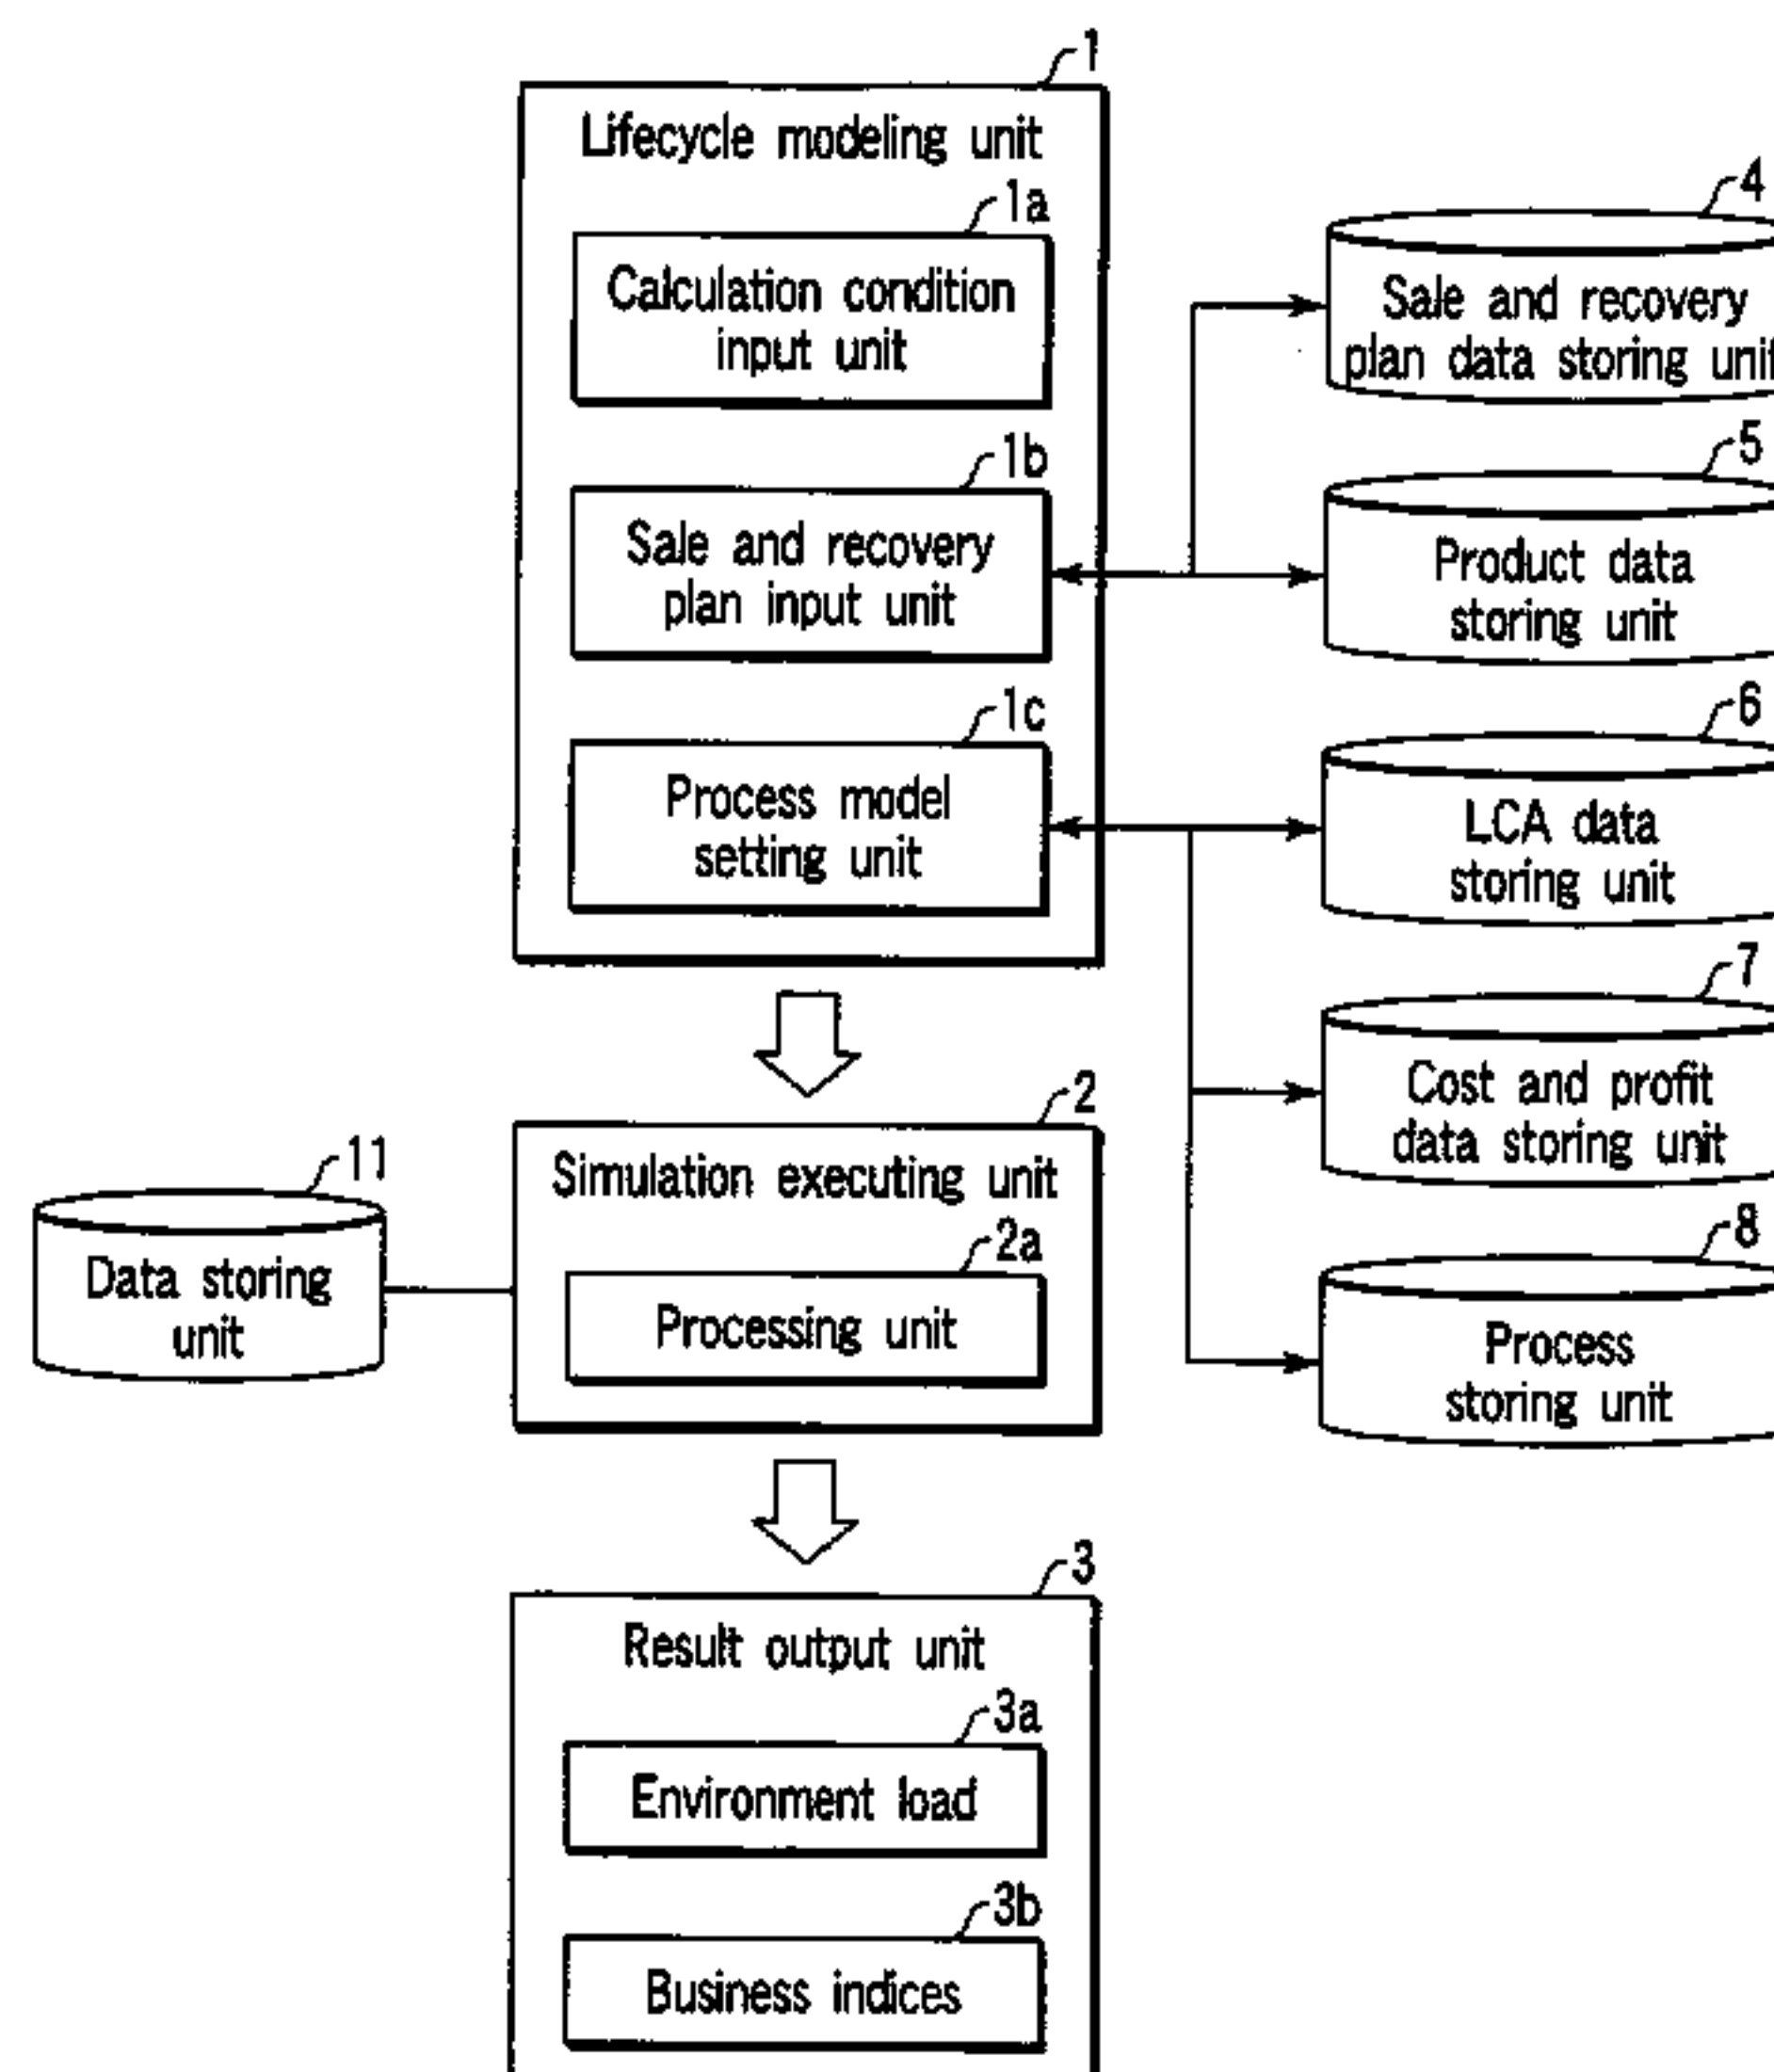 1
Lifecycle modeling unit
1a
Calculation condition
input unit
1b
Sale and recovery
plan input unit
1c
Process model
setting unit
4
Sale and recovery
plan data storing unit
5
Product data
storing unit
6
LCA data
storing unit
7
Cost and profit
data storing unit
8
Process
storing unit
2
Simulation executing unit
2a
Processing unit
11
Data storing
unit
3
Result output unit
3a
Environment load
3b
Business indices